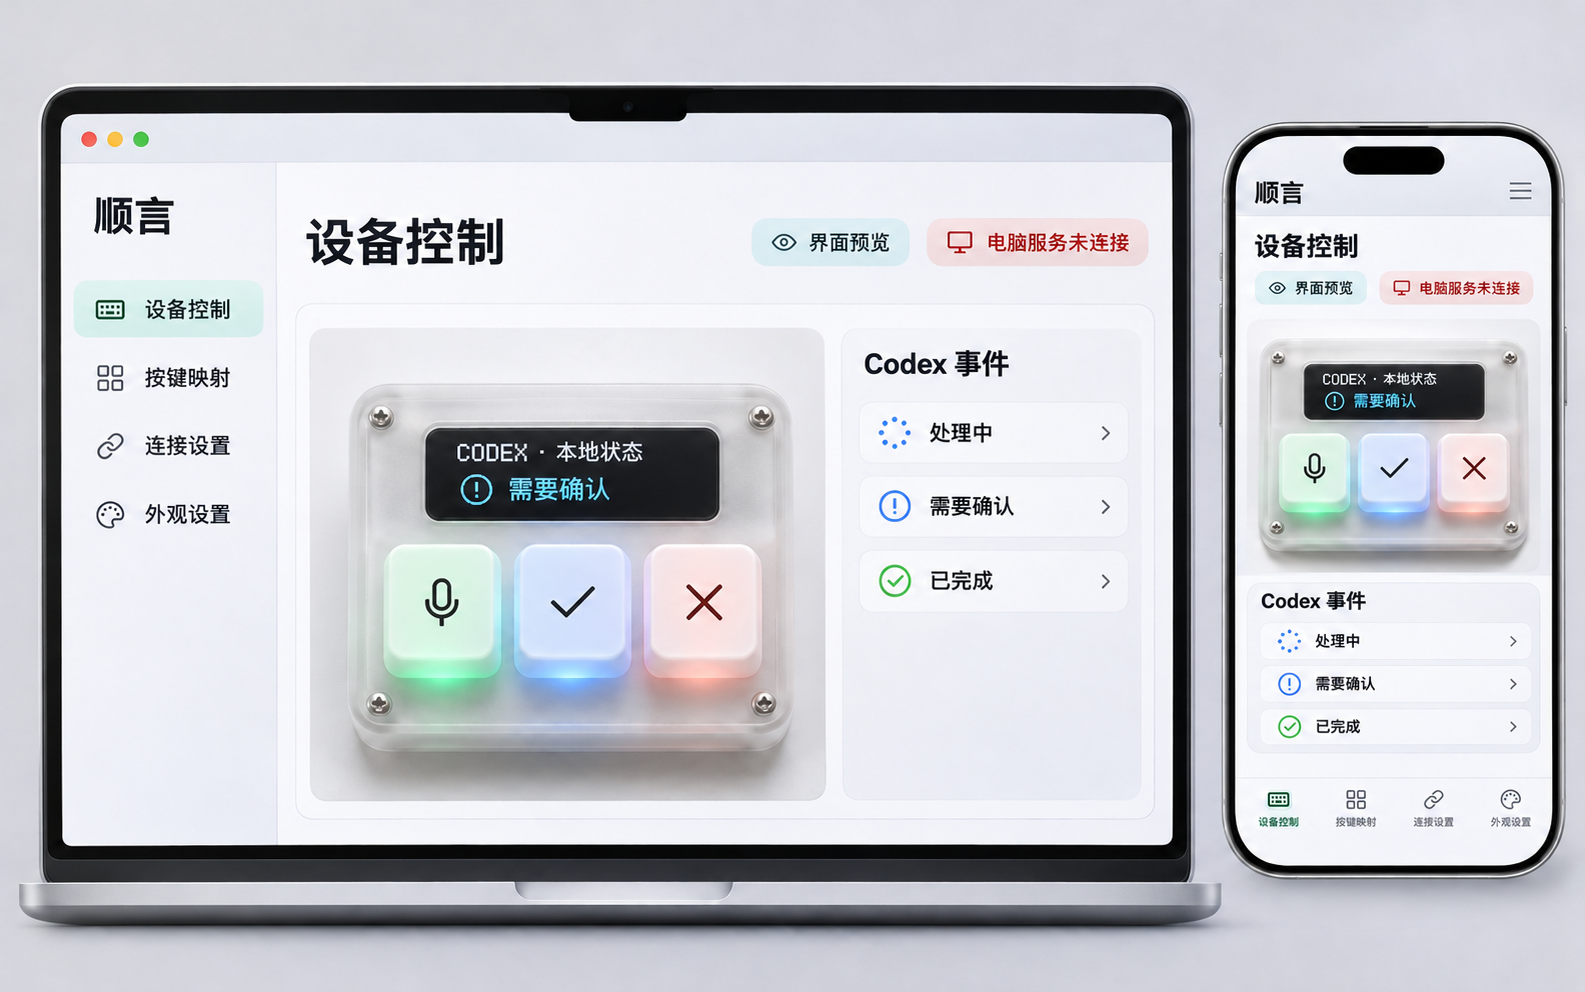 顺言
设备控制
按键映射
连接设置
外观设置
设备控制
界面预览
电脑服务未连接
CODEX · 本地状态
需要确认
Codex 事件
处理中
需要确认
已完成
顺言
设备控制
界面预览
电脑服务未连接
CODEX · 本地状态
需要确认
Codex 事件
处理中
需要确认
已完成
设备控制
按键映射
连接设置
外观设置